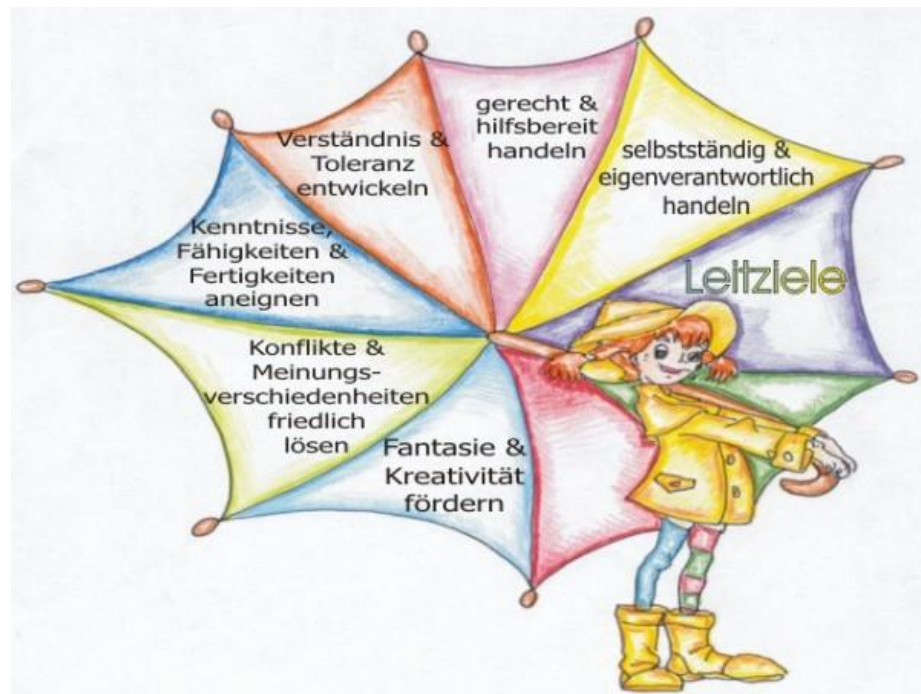 gerecht &
hilfsbereit
handeln
Verständnis &
Toleranz
entwickeln
selbstständig &
eigenverantwortlich
handeln
Kenntnisse,
Fähigkeiten &
Fertigkeiten
aneignen
Leitziele
Konflikte &
Meinungs-
verschiedenheiten
friedlich
lösen
Fantasie &
Kreativität
fördern